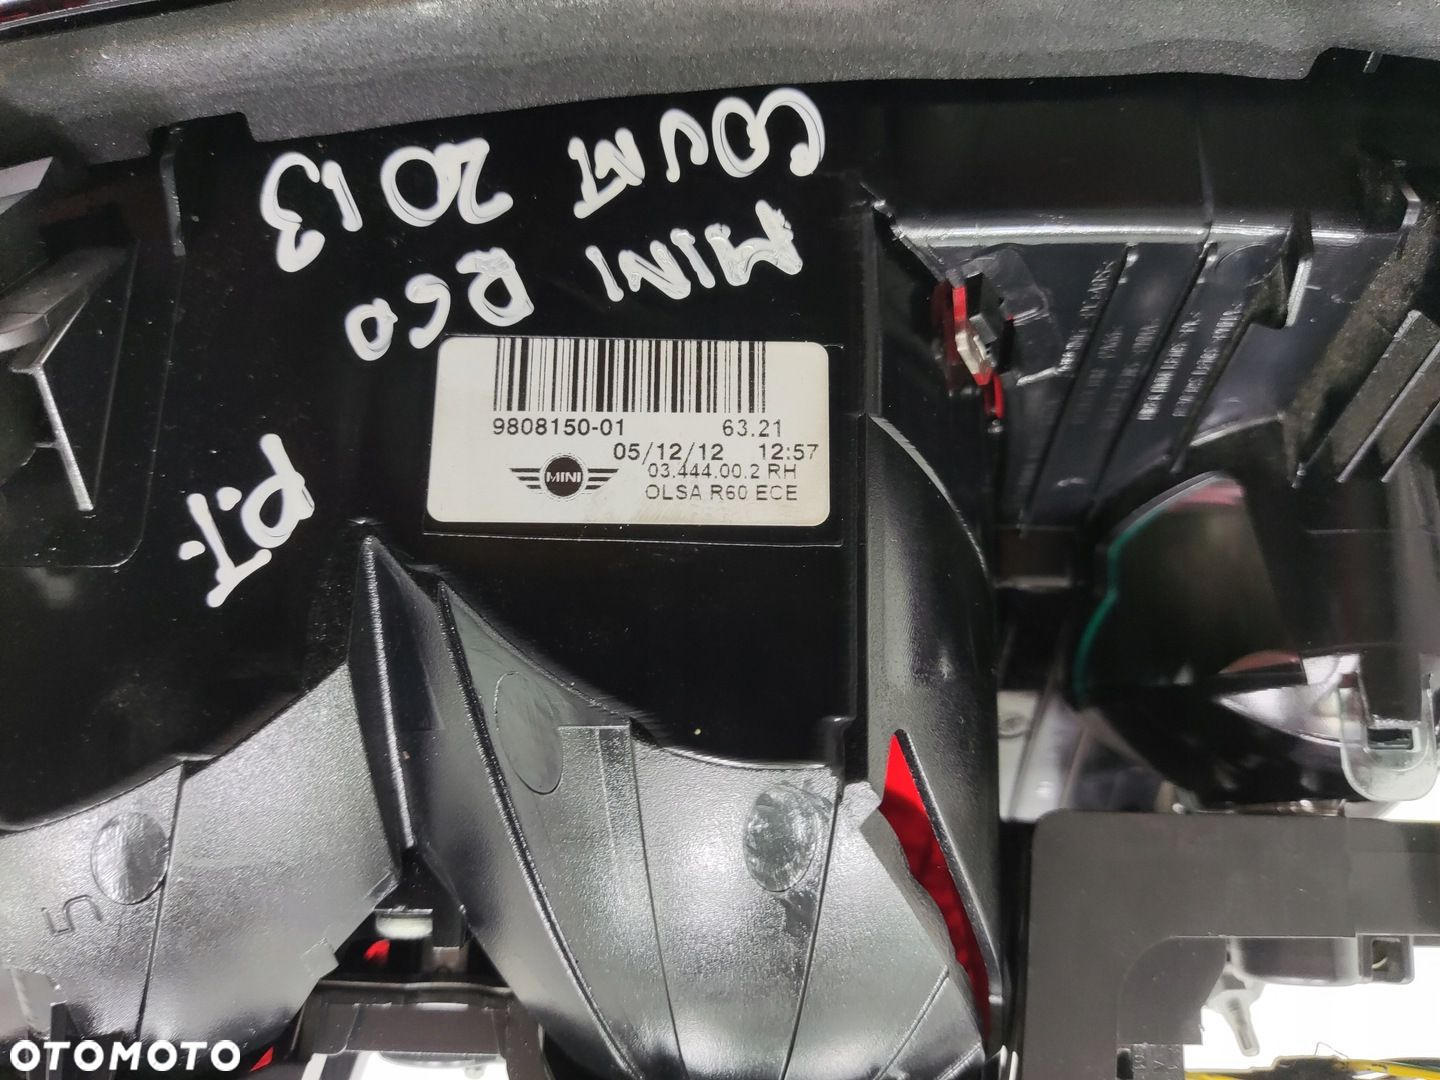 COUNT 2013
MINI R60
P.T.
9808150-01 63.21
05/12/12 12:57
03.444.00.2 RH
MINI
OLSA R60 ECE
5
OTOMOTO